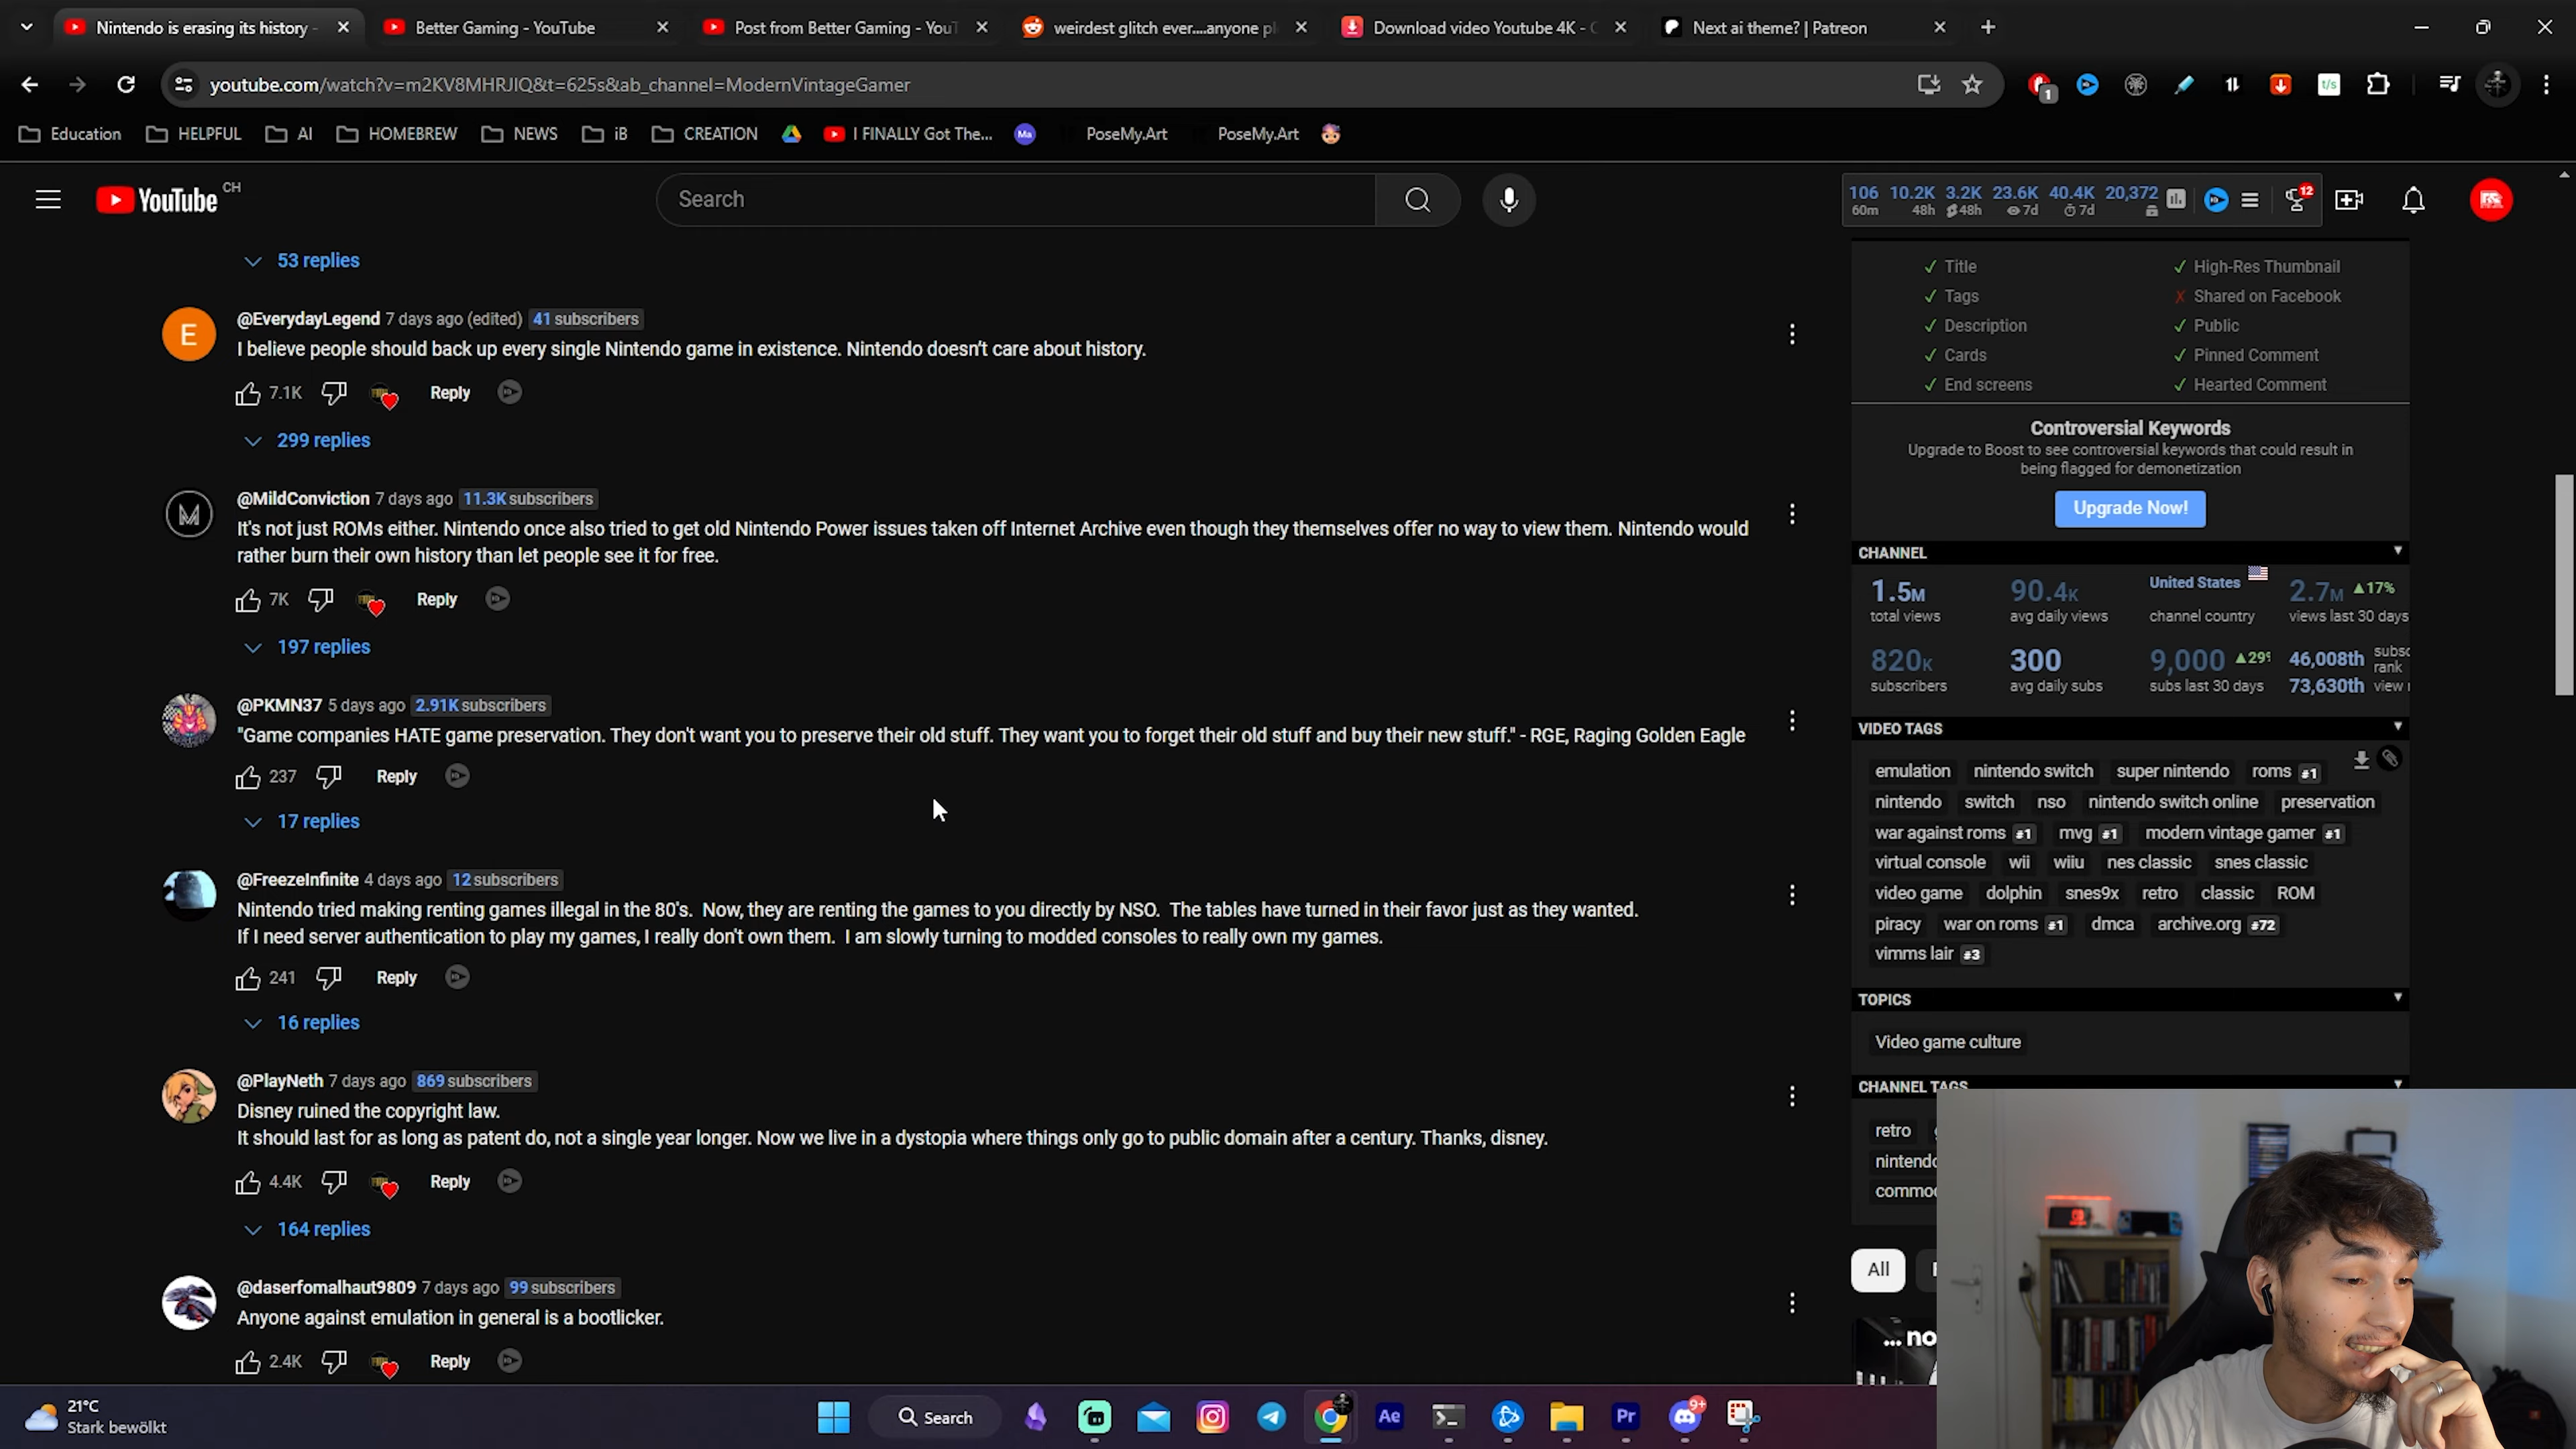 Nintendo is erasing its history -
Better Gaming - YouTube
Post from Better Gaming - YouT
weirdest glitch ever....anyone pl
Download video Youtube 4K - C
Next ai theme? | Patreon
youtube.com/watch?v=m2KV8MHRJIQ&t=625s&ab_channel=ModernVintageGamer
1
t/s
Education
HELPFUL
AI
HOMEBREW
NEWS
iB
CREATION
I FINALLY Got The...
Ma
PoseMy.Art
PoseMy.Art
YouTube CH
Search
106 10.2K 3.2K 23.6K 40.4K 20,372
60m 48h 48h 7d 7d
12
53 replies
@EverydayLegend 7 days ago (edited) 41 subscribers
I believe people should back up every single Nintendo game in existence. Nintendo doesn't care about history.
7.1K Reply
299 replies
@MildConviction 7 days ago 11.3K subscribers
It's not just ROMs either. Nintendo once also tried to get old Nintendo Power issues taken off Internet Archive even though they themselves offer no way to view them. Nintendo would
rather burn their own history than let people see it for free.
7K Reply
197 replies
@PKMN37 5 days ago 2.91K subscribers
"Game companies HATE game preservation. They don't want you to preserve their old stuff. They want you to forget their old stuff and buy their new stuff." - RGE, Raging Golden Eagle
237 Reply
17 replies
@FreezeInfinite 4 days ago 12 subscribers
Nintendo tried making renting games illegal in the 80's. Now, they are renting the games to you directly by NSO. The tables have turned in their favor just as they wanted.
If I need server authentication to play my games, I really don't own them. I am slowly turning to modded consoles to really own my games.
241 Reply
16 replies
@PlayNeth 7 days ago 869 subscribers
Disney ruined the copyright law.
It should last for as long as patent do, not a single year longer. Now we live in a dystopia where things only go to public domain after a century. Thanks, disney.
4.4K Reply
164 replies
@daserfomalhaut9809 7 days ago 99 subscribers
Anyone against emulation in general is a bootlicker.
2.4K Reply
Title High-Res Thumbnail
Tags Shared on Facebook
Description Public
Cards Pinned Comment
End screens Hearted Comment
Controversial Keywords
Upgrade to Boost to see controversial keywords that could result in
being flagged for demonetization
Upgrade Now!
CHANNEL
1.5M 90.4K United States 2.7M 17%
total views avg daily views channel country views last 30 days
820K 300 9,000 46,008th rank
subscribers avg daily subs subs last 30 days 73,630th view
VIDEO TAGS
emulation nintendo switch super nintendo roms #1
nintendo switch nso nintendo switch online preservation
war against roms #1 mvg #1 modern vintage gamer #1
virtual console wii wiiu nes classic snes classic
video game dolphin snes9x retro classic ROM
piracy war on roms #1 dmca archive.org #72
vimms lair #3
TOPICS
Video game culture
CHANNEL TAGS
retro
nintendo
All
... no
21°C
Stark bewölkt
Search
Ae
Pr
9+